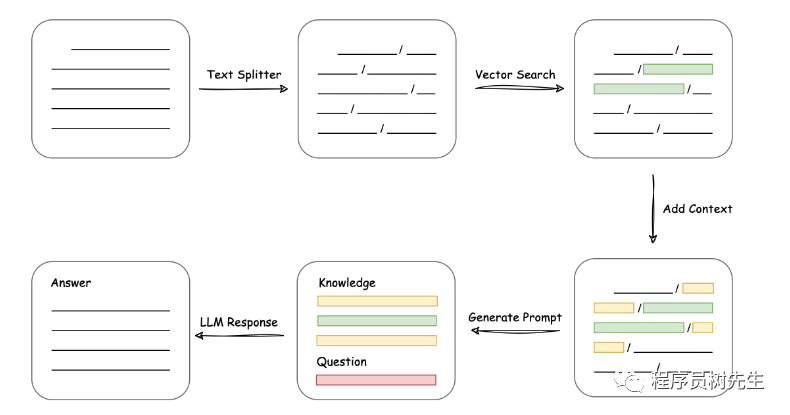 Text Splitter
Vector Search
Add Context
Generate Prompt
Knowledge
Question
LLM Response
Answer
程序员树先生